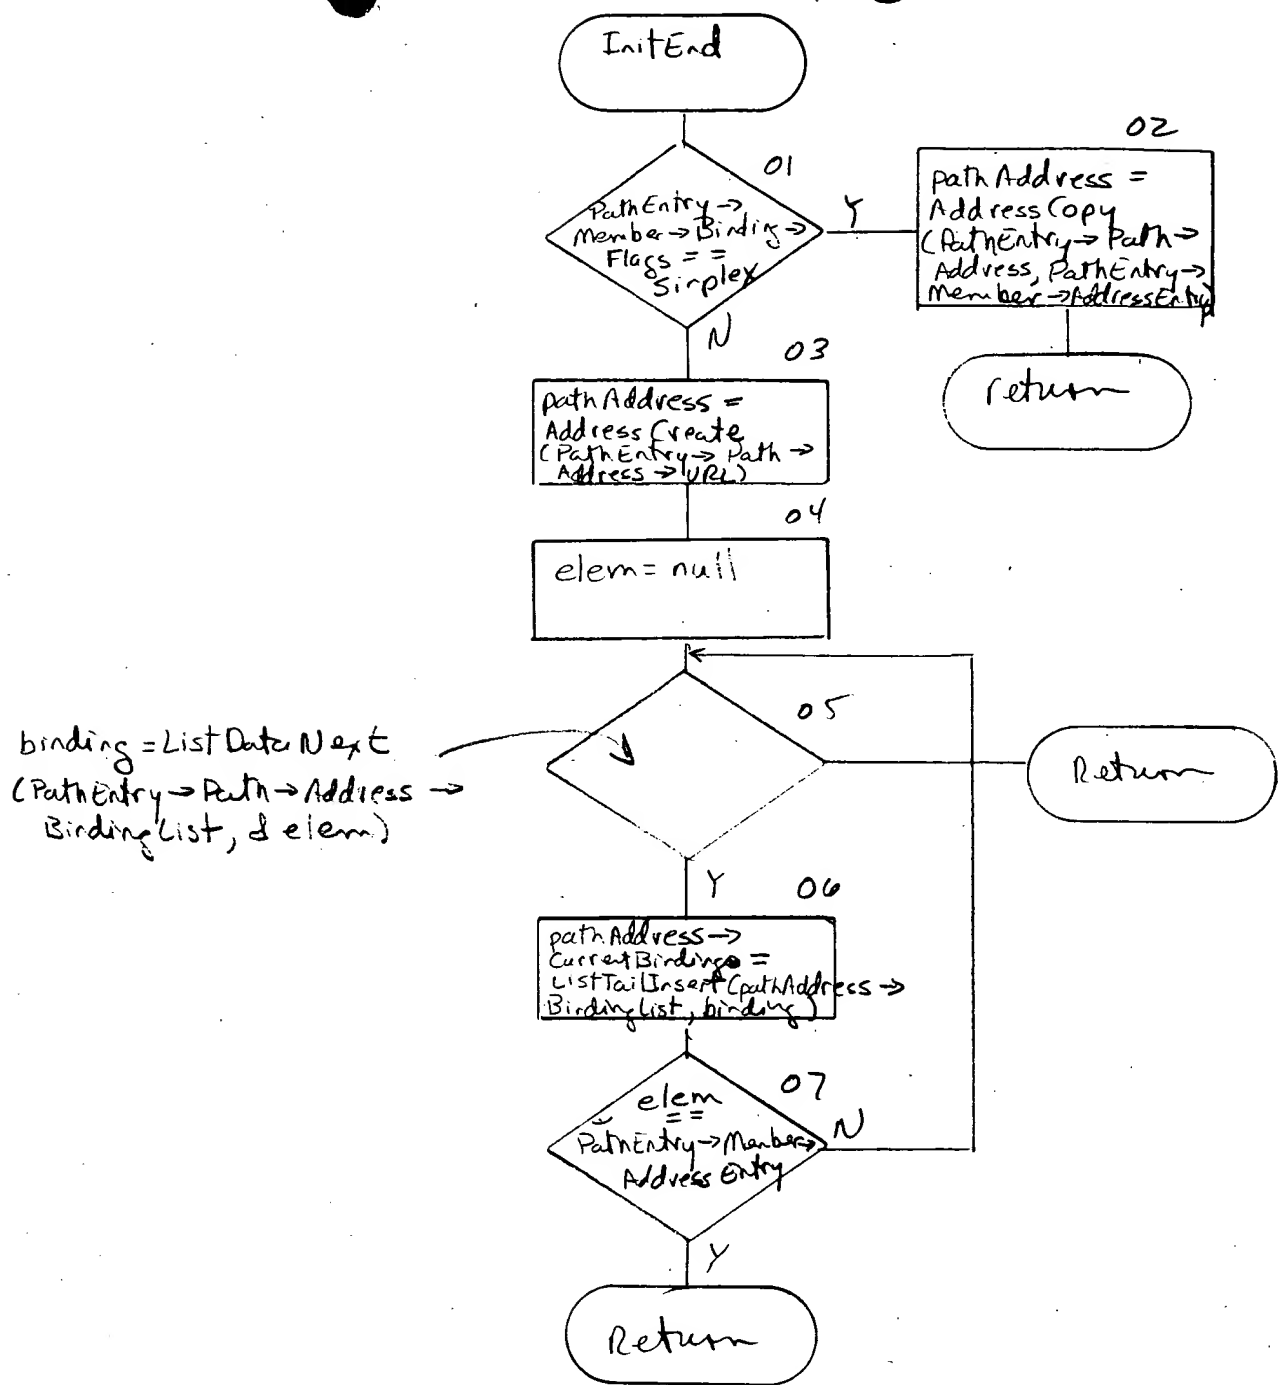 InitEnd
01
PathEntry→
Member→Binding→
Flags ==
Simplex
Y
02
pathAddress =
AddressCopy
(PathEntry→Path→
Address, PathEntry→
Member→AddressEntry)
return
N
03
pathAddress =
AddressCreate
(PathEntry→Path→
Address→URL)
04
elem = null
05
binding = ListDataNext
(PathEntry→Path→Address→
BindingList, & elem)
Return
Y
06
pathAddress→
CurrentBinding =
ListTailInsert(pathAddress→
BindingList, binding)
07
elem
==
PathEntry→Member→
AddressEntry
N
Y
Return